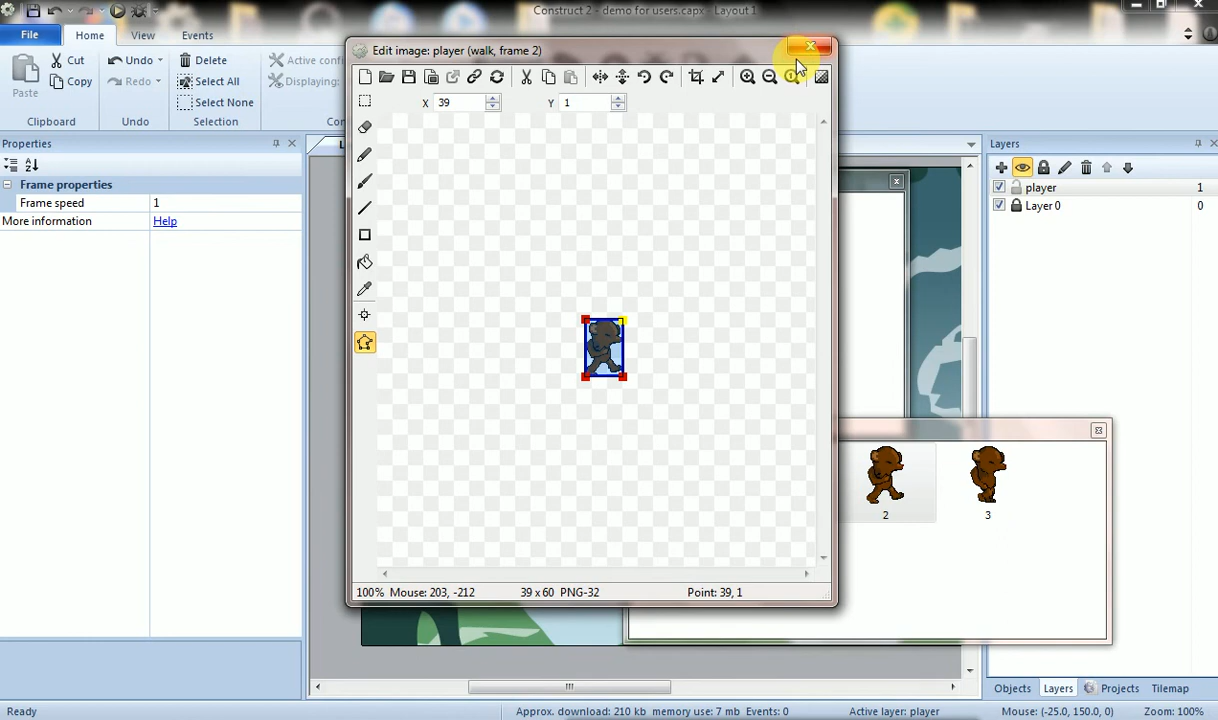 Construct 2 - demo for users.capx - Layout 1
File
Home
View
Events
Paste
Cut
Copy
Clipboard
Undo
Redo
Undo
Delete
Select All
Select None
Selection
Active confi
Displaying:
Con
Edit image: player (walk, frame 2)
X 39 Y 1
Properties
Frame properties
Frame speed 1
More information Help
L
Layers
player 1
Layer 0 0
2
3
100% Mouse: 203, -212 39 x 60 PNG-32 Point: 39, 1
Objects Layers Projects Tilemap
Ready Approx. download: 210 kb memory use: 7 mb Events: 0 Active layer: player Mouse: (-25.0, 150.0, 0) Zoom: 100%